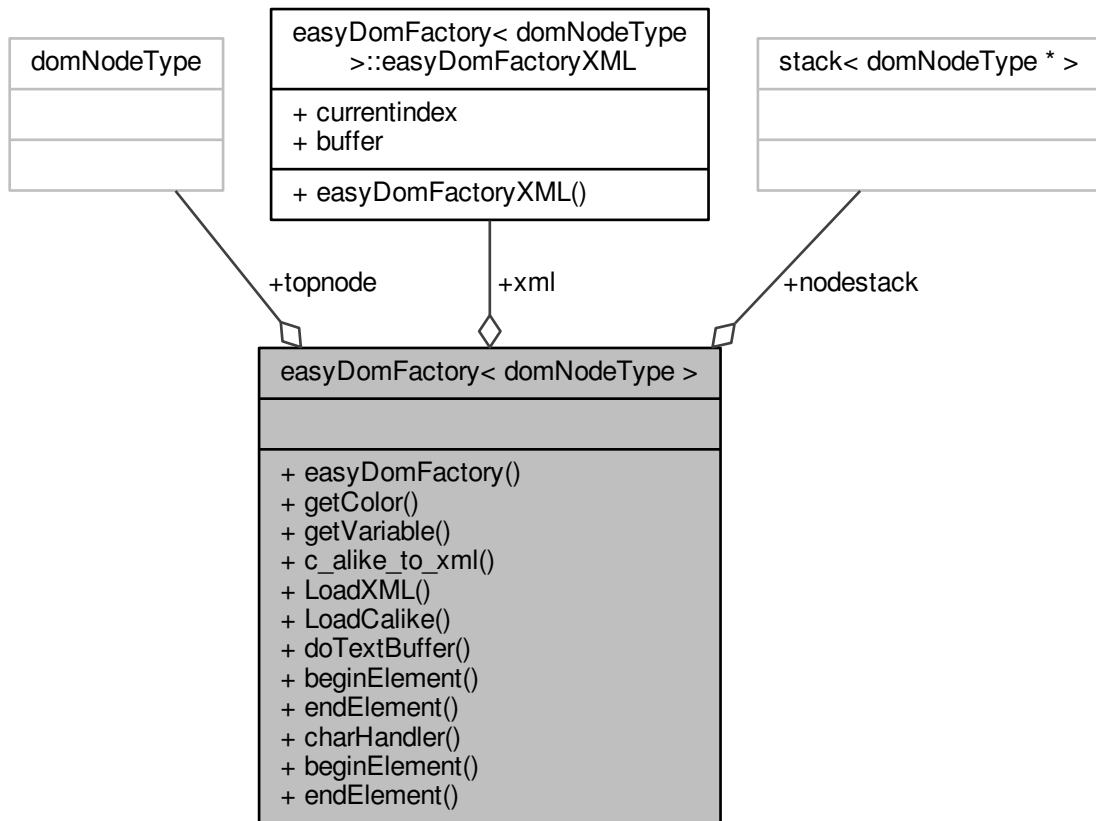 domNodeType
easyDomFactory< domNodeType
>::easyDomFactoryXML
+ currentindex
+ buffer
+ easyDomFactoryXML()
stack< domNodeType * >
+topnode
+xml
+nodestack
easyDomFactory< domNodeType >
+ easyDomFactory()
+ getColor()
+ getVariable()
+ c_alike_to_xml()
+ LoadXML()
+ LoadCalike()
+ doTextBuffer()
+ beginElement()
+ endElement()
+ charHandler()
+ beginElement()
+ endElement()